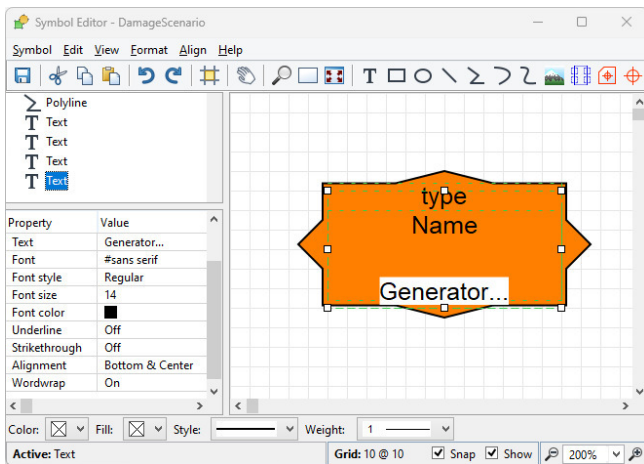 Symbol Editor - DamageScenario
Symbol Edit View Format Align Help
T
Polyline
T Text
T Text
T Text
T Text
Property Value
Text Generator...
Font #sans serif
Font style Regular
Font size 14
Font color
Underline Off
Strikethrough Off
Alignment Bottom & Center
Wordwrap On
type
Name
Generator...
Color: Fill: Style: Weight: 1
Active: Text Grid: 10 @ 10 Snap Show 200%